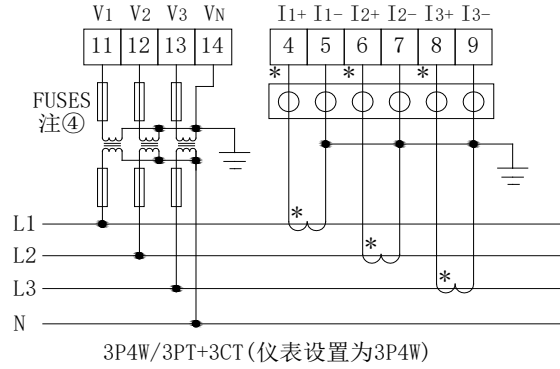 V1 V2 V3 VN I1+ I1- I2+ I2- I3+ I3-
11 12 13 14 4 5 6 7 8 9
* * *
FUSES
注④
*
L1
*
L2
*
L3
N
3P4W/3PT+3CT(仪表设置为3P4W)